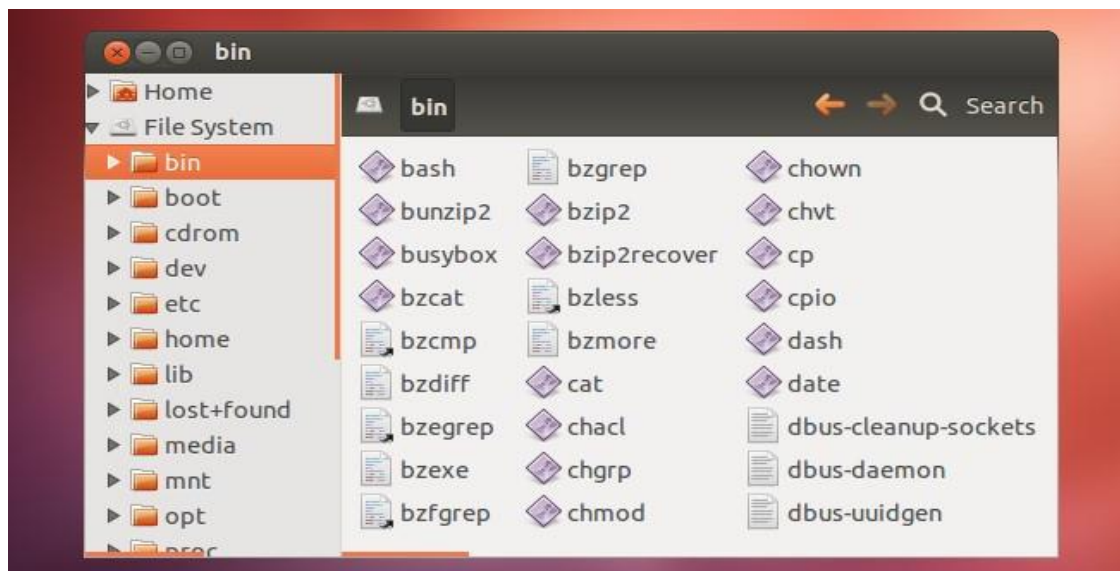 bin
Home
File System
bin
boot
cdrom
dev
etc
home
lib
lost+found
media
mnt
opt
proc
bin
Search
bash
bunzip2
busybox
bzcat
bzcmp
bzdiff
bzegrep
bzexe
bzfgrep
bzgrep
bzip2
bzip2recover
bzless
bzmore
cat
chacl
chgrp
chmod
chown
chvt
cp
cpio
dash
date
dbus-cleanup-sockets
dbus-daemon
dbus-uuidgen